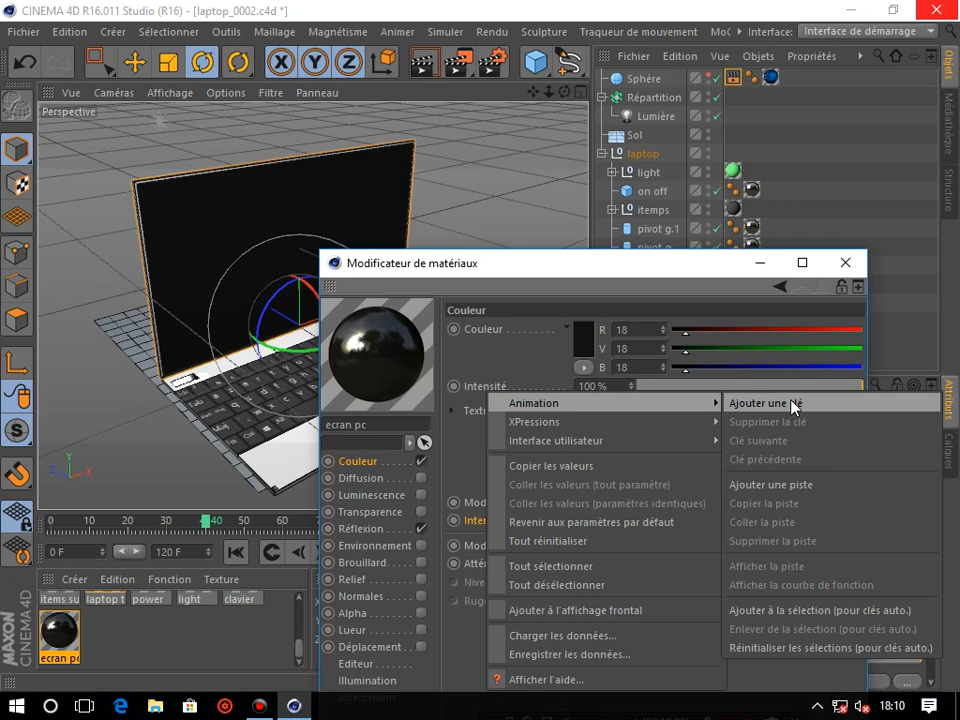 CINEMA 4D R16.011 Studio (R16) - [laptop_0002.c4d *]
Fichier Edition Créer Sélectionner Outils Maillage Magnétisme Animer Simuler Rendu Sculpture Traqueur de mouvement Interface: Interface de démarrage
X Y Z
Fichier Edition Vue Objets Propriétés
Vue Caméras Affichage Options Filtre Panneau
Perspective
Sphère
Répartition
Lumière
Sol
laptop
light
on off
itemps
pivot g.1
pivot g
Objets
Médiathèque
Structure
Attributs
Calques
Modificateur de matériaux
Couleur
Couleur R 18
V 18
B 18
Intensité 100 %
ecran pc
Couleur
Diffusion
Luminescence
Transparence
Réflexion
Environnement
Brouillard
Relief
Normales
Alpha
Lueur
Déplacement
Editeur
Illumination
Affectations
Animation
XPressions
Interface utilisateur
Copier les valeurs
Coller les valeurs (tout paramètre)
Coller les valeurs (paramètres identiques)
Revenir aux paramètres par défaut
Tout réinitialiser
Tout sélectionner
Tout désélectionner
Ajouter à l'affichage frontal
Charger les données...
Enregistrer les données...
Afficher l'aide...
Ajouter une clé
Supprimer la clé
Clé suivante
Clé précédente
Ajouter une piste
Copier la piste
Coller la piste
Supprimer la piste
Afficher la piste
Afficher la courbe de fonction
Ajouter à la sélection (pour clés auto.)
Enlever de la sélection (pour clés auto.)
Réinitialiser les sélections (pour clés auto.)
Y
X
0 10 20 30 40 50 60
0 F 120 F
Créer Edition Fonction Texture
items su laptop t power light clavier
ecran pc
MAXON CINEMA 4D
18:10